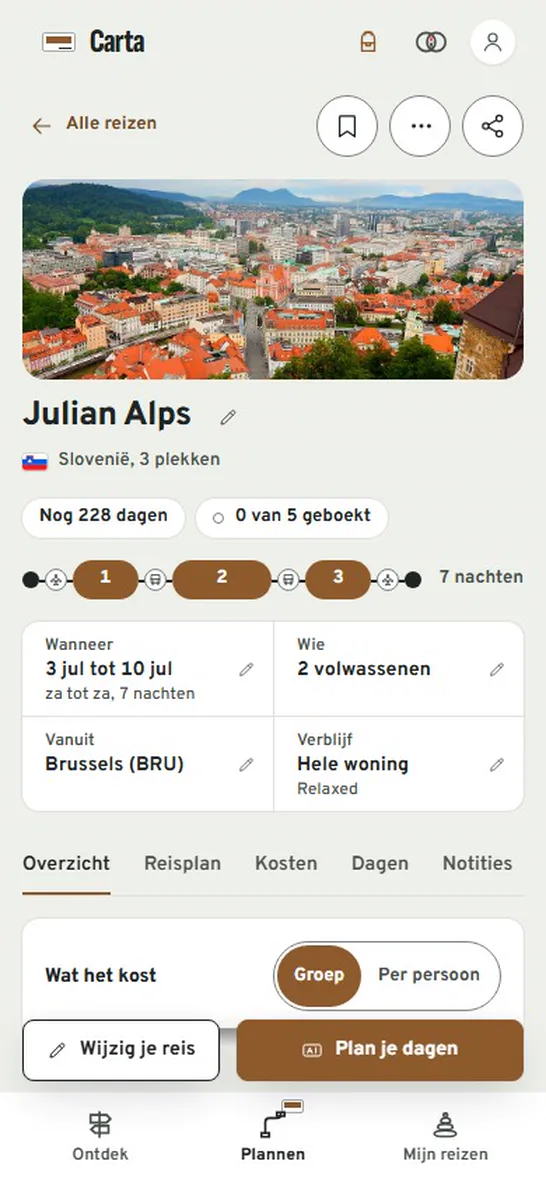 Carta
Alle reizen
Julian Alps
Slovenië, 3 plekken
Nog 228 dagen
0 van 5 geboekt
1 2 3 7 nachten
Wanneer
3 jul tot 10 jul
za tot za, 7 nachten
Wie
2 volwassenen
Vanuit
Brussels (BRU)
Verblijf
Hele woning
Relaxed
Overzicht Reisplan Kosten Dagen Notities
Wat het kost
Groep Per persoon
Wijzig je reis
AI Plan je dagen
Ontdek Plannen Mijn reizen